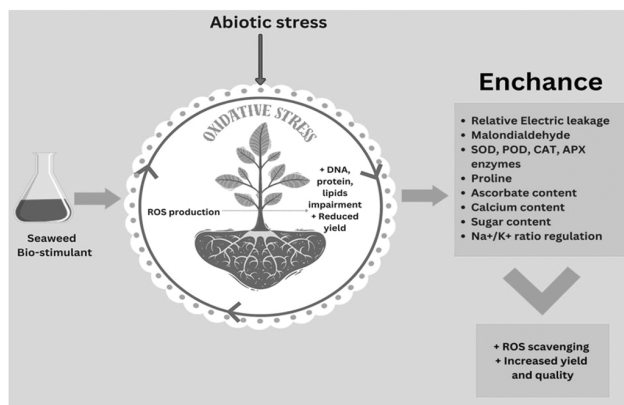 Abiotic stress
OXIDATIVE STRESS
ROS production
+ DNA,
protein,
lipids
impairment
+ Reduced
yield
Seaweed
Bio-stimulant
Enchance
• Relative Electric leakage
• Malondialdehyde
• SOD, POD, CAT, APX
enzymes
• Proline
• Ascorbate content
• Calcium content
• Sugar content
• Na+/K+ ratio regulation
+ ROS scavenging
+ Increased yield
and quality